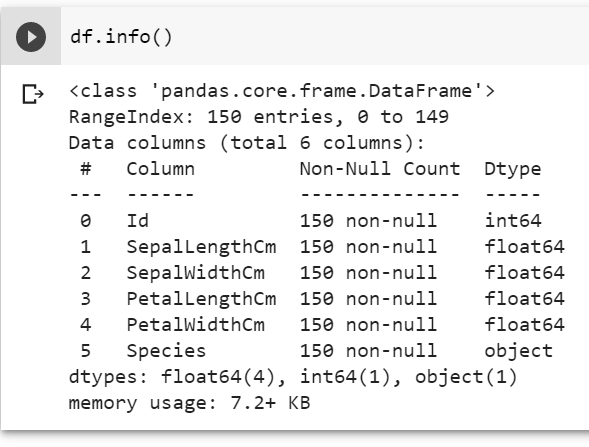 df.info()
<class 'pandas.core.frame.DataFrame'>
RangeIndex: 150 entries, 0 to 149
Data columns (total 6 columns):
 #   Column         Non-Null Count  Dtype
---  ------         --------------  -----
 0   Id             150 non-null    int64
 1   SepalLengthCm  150 non-null    float64
 2   SepalWidthCm   150 non-null    float64
 3   PetalLengthCm  150 non-null    float64
 4   PetalWidthCm   150 non-null    float64
 5   Species        150 non-null    object
dtypes: float64(4), int64(1), object(1)
memory usage: 7.2+ KB